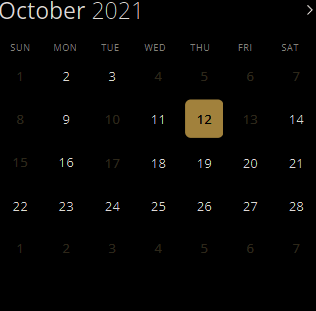 October 2021
SUN MON TUE WED THU FRI SAT
1 2 3 4 5 6 7
8 9 10 11 12 13 14
15 16 17 18 19 20 21
22 23 24 25 26 27 28
1 2 3 4 5 6 7